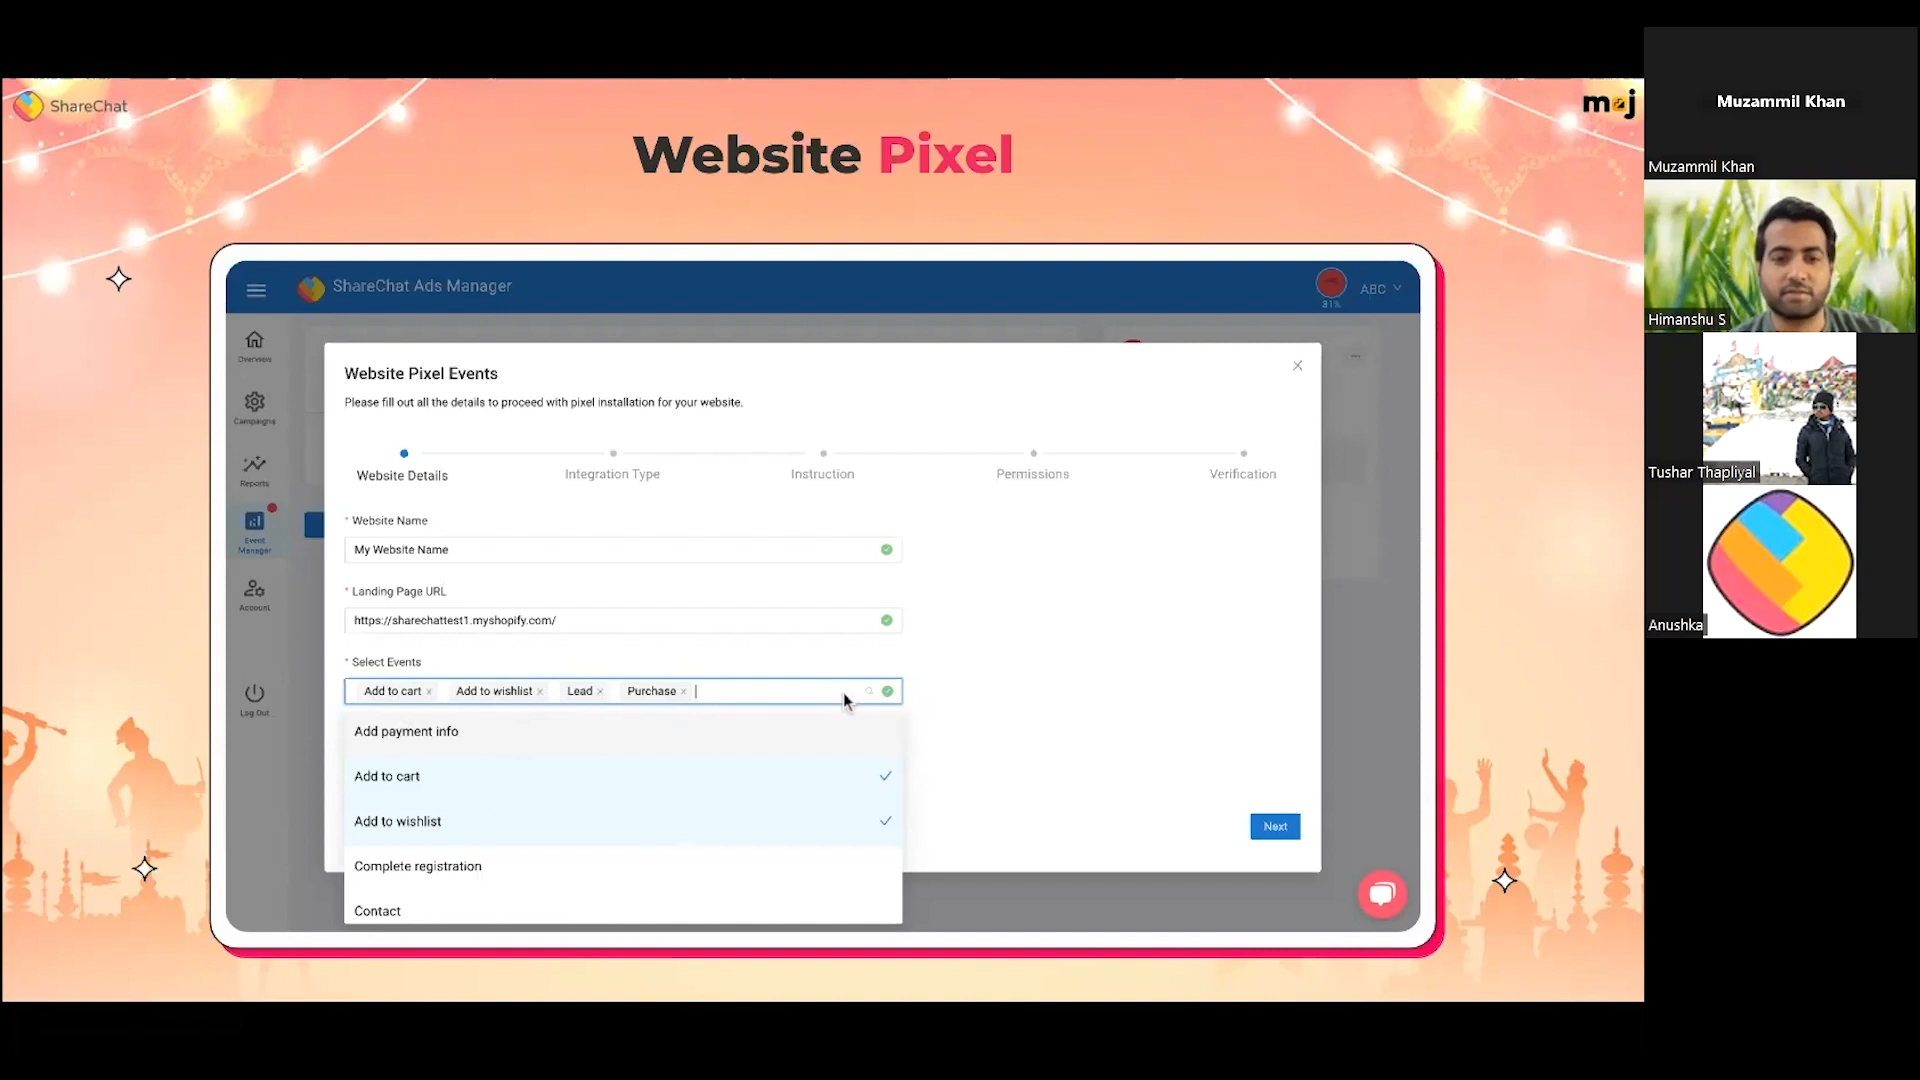 ShareChat
moj
Website Pixel
ShareChat Ads Manager
31%
ABC
Overview
Campaigns
Reports
Event
Manager
Account
Log Out
Website Pixel Events
Please fill out all the details to proceed with pixel installation for your website.
Website Details
Integration Type
Instruction
Permissions
Verification
* Website Name
My Website Name
* Landing Page URL
https://sharechattest1.myshopify.com/
* Select Events
Add to cart × Add to wishlist × Lead × Purchase ×
Add payment info
Add to cart
Add to wishlist
Complete registration
Contact
Next
Muzammil Khan
Muzammil Khan
Himanshu S
Tushar Thapliyal
Anushka